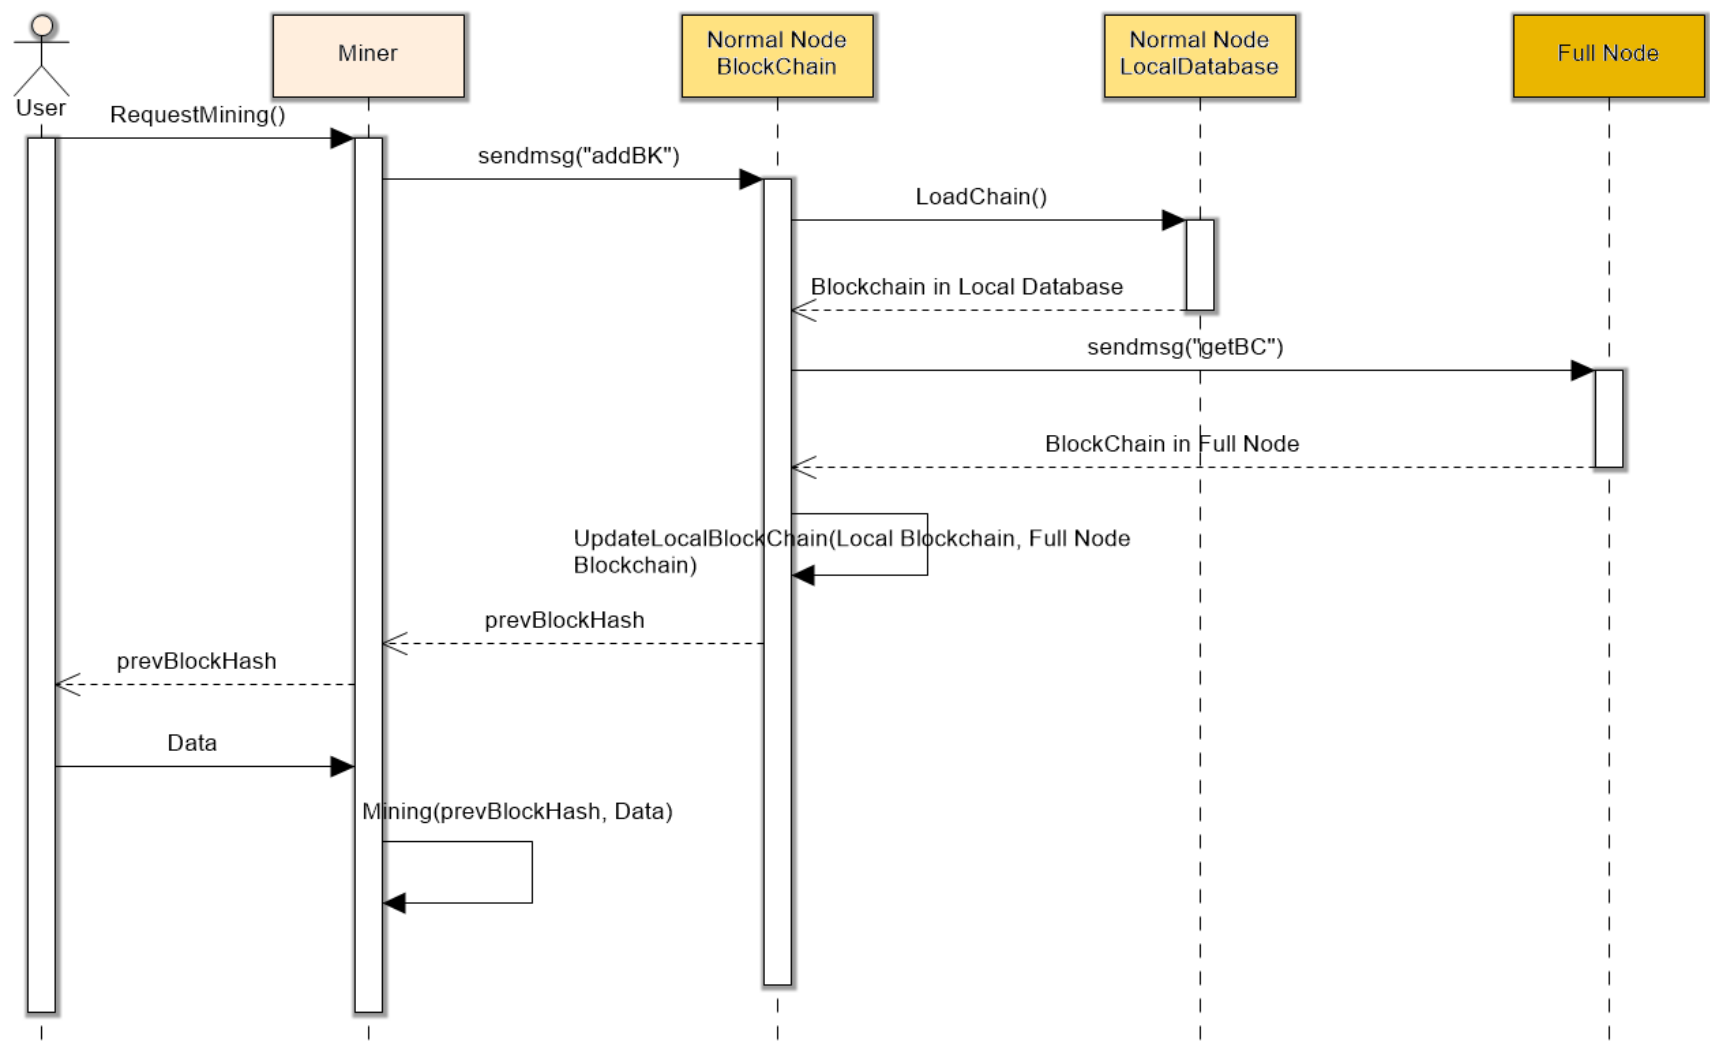 User
Miner
Normal Node
BlockChain
Normal Node
LocalDatabase
Full Node
RequestMining()
sendmsg("addBK")
LoadChain()
Blockchain in Local Database
sendmsg("getBC")
BlockChain in Full Node
UpdateLocalBlockChain(Local Blockchain, Full Node
Blockchain)
prevBlockHash
prevBlockHash
Data
Mining(prevBlockHash, Data)